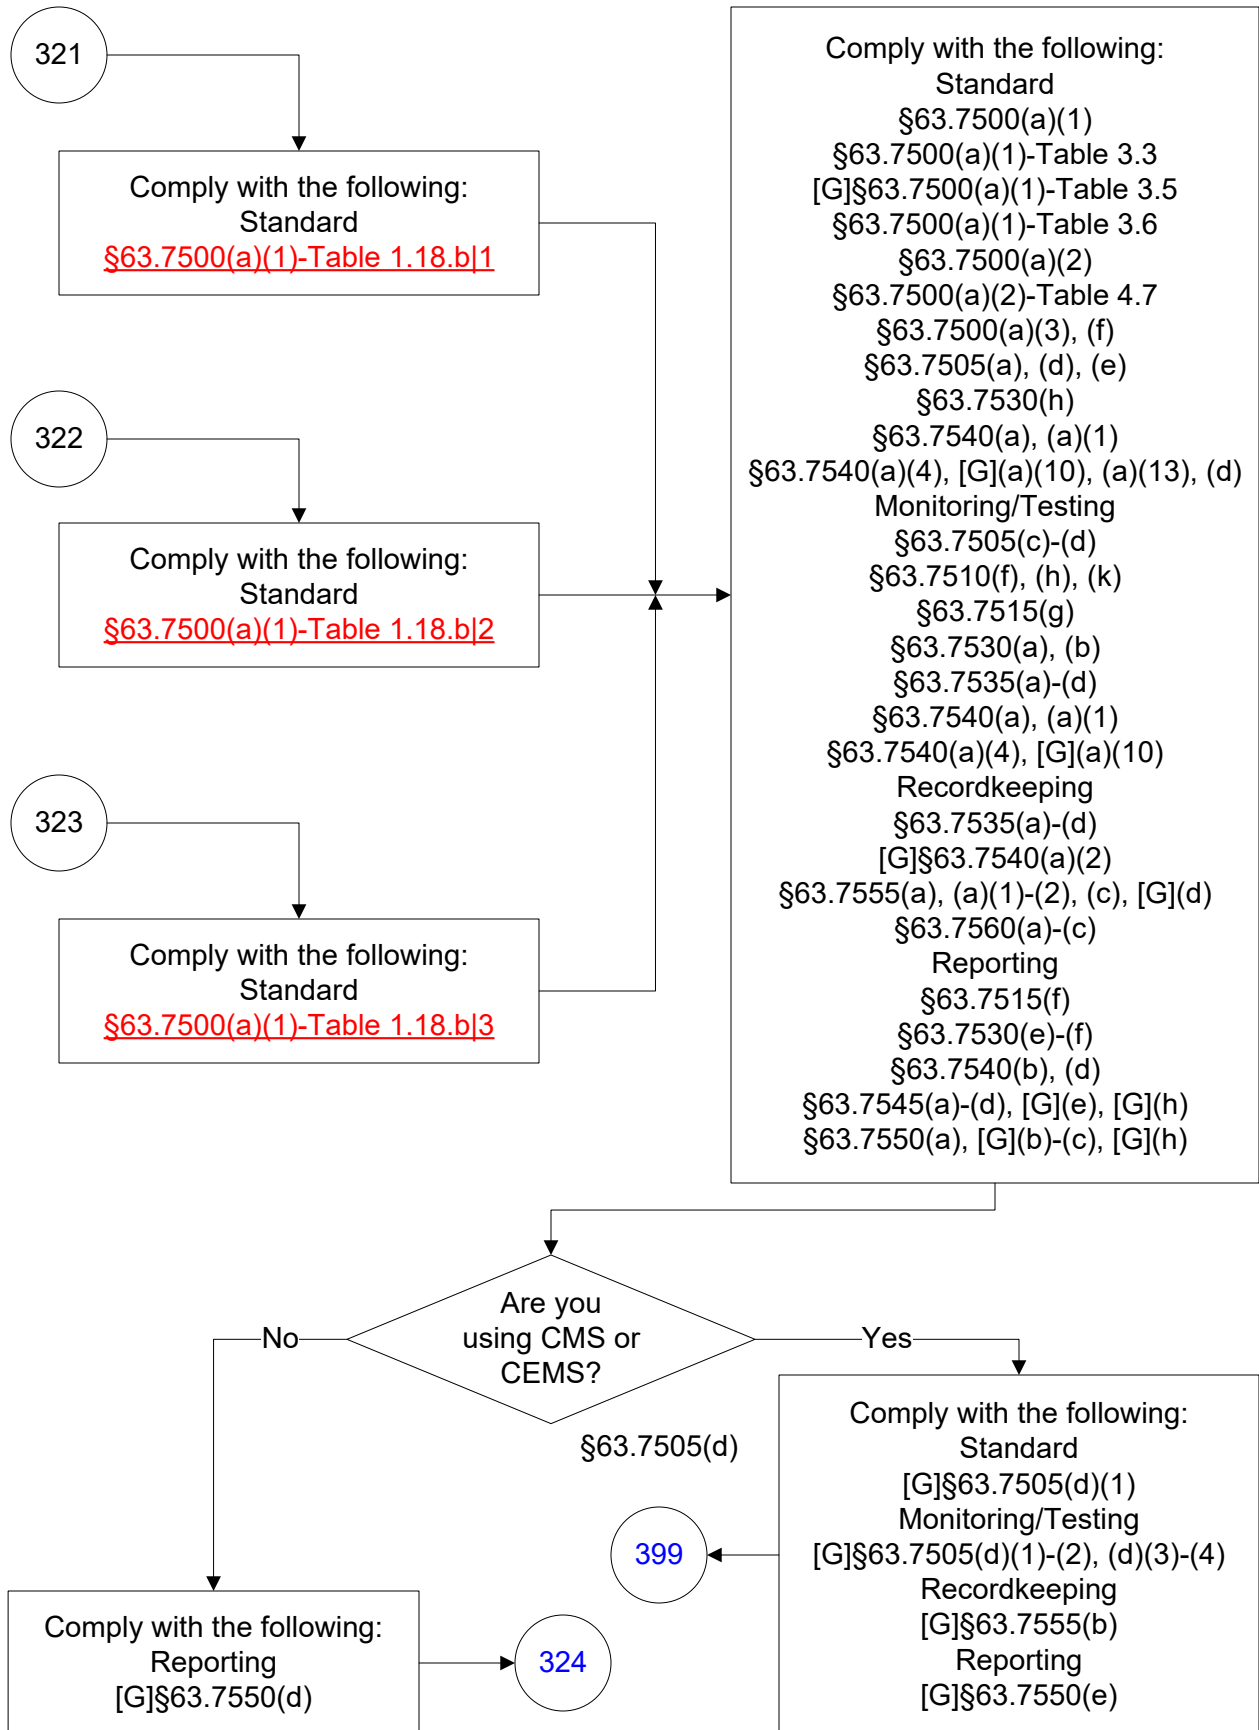 321
Comply with the following:
Standard
§63.7500(a)(1)-Table 1.18.b|1
322
Comply with the following:
Standard
§63.7500(a)(1)-Table 1.18.b|2
323
Comply with the following:
Standard
§63.7500(a)(1)-Table 1.18.b|3
Comply with the following:
Standard
§63.7500(a)(1)
§63.7500(a)(1)-Table 3.3
[G]§63.7500(a)(1)-Table 3.5
§63.7500(a)(1)-Table 3.6
§63.7500(a)(2)
§63.7500(a)(2)-Table 4.7
§63.7500(a)(3), (f)
§63.7505(a), (d), (e)
§63.7530(h)
§63.7540(a), (a)(1)
§63.7540(a)(4), [G](a)(10), (a)(13), (d)
Monitoring/Testing
§63.7505(c)-(d)
§63.7510(f), (h), (k)
§63.7515(g)
§63.7530(a), (b)
§63.7535(a)-(d)
§63.7540(a), (a)(1)
§63.7540(a)(4), [G](a)(10)
Recordkeeping
§63.7535(a)-(d)
[G]§63.7540(a)(2)
§63.7555(a), (a)(1)-(2), (c), [G](d)
§63.7560(a)-(c)
Reporting
§63.7515(f)
§63.7530(e)-(f)
§63.7540(b), (d)
§63.7545(a)-(d), [G](e), [G](h)
§63.7550(a), [G](b)-(c), [G](h)
Are you
using CMS or
CEMS?
No
Yes
§63.7505(d)
Comply with the following:
Standard
[G]§63.7505(d)(1)
Monitoring/Testing
[G]§63.7505(d)(1)-(2), (d)(3)-(4)
Recordkeeping
[G]§63.7555(b)
Reporting
[G]§63.7550(e)
399
Comply with the following:
Reporting
[G]§63.7550(d)
324